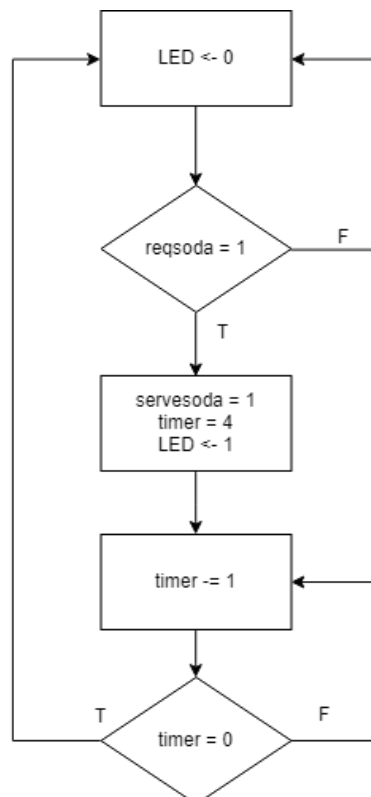 LED <- 0
reqsoda = 1
F
T
servesoda = 1
timer = 4
LED <- 1
timer -= 1
T
F
timer = 0